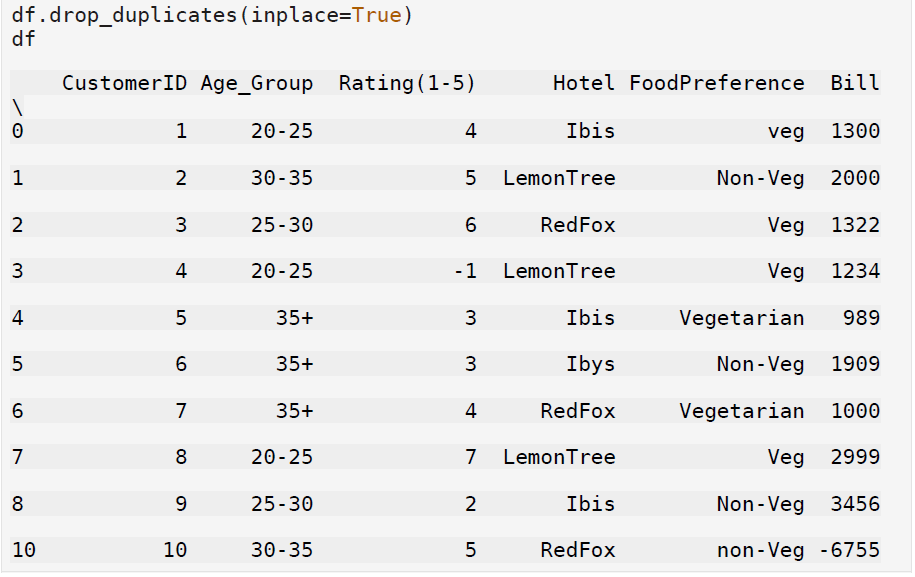 df.drop_duplicates(inplace=True)
df
CustomerID Age_Group Rating(1-5) Hotel FoodPreference Bill
\
0 1 20-25 4 Ibis veg 1300
1 2 30-35 5 LemonTree Non-Veg 2000
2 3 25-30 6 RedFox Veg 1322
3 4 20-25 -1 LemonTree Veg 1234
4 5 35+ 3 Ibis Vegetarian 989
5 6 35+ 3 Ibys Non-Veg 1909
6 7 35+ 4 RedFox Vegetarian 1000
7 8 20-25 7 LemonTree Veg 2999
8 9 25-30 2 Ibis Non-Veg 3456
10 10 30-35 5 RedFox non-Veg -6755